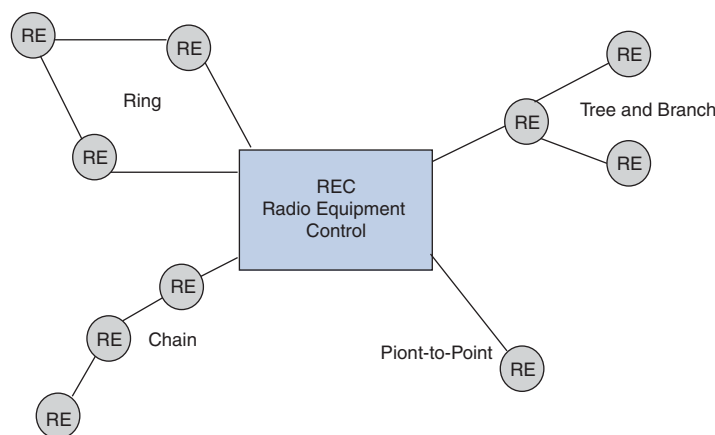 RE
RE
RE
Ring
RE
RE
Tree and Branch
RE
REC
Radio Equipment
Control
RE
RE
Chain
RE
Piont-to-Point
RE